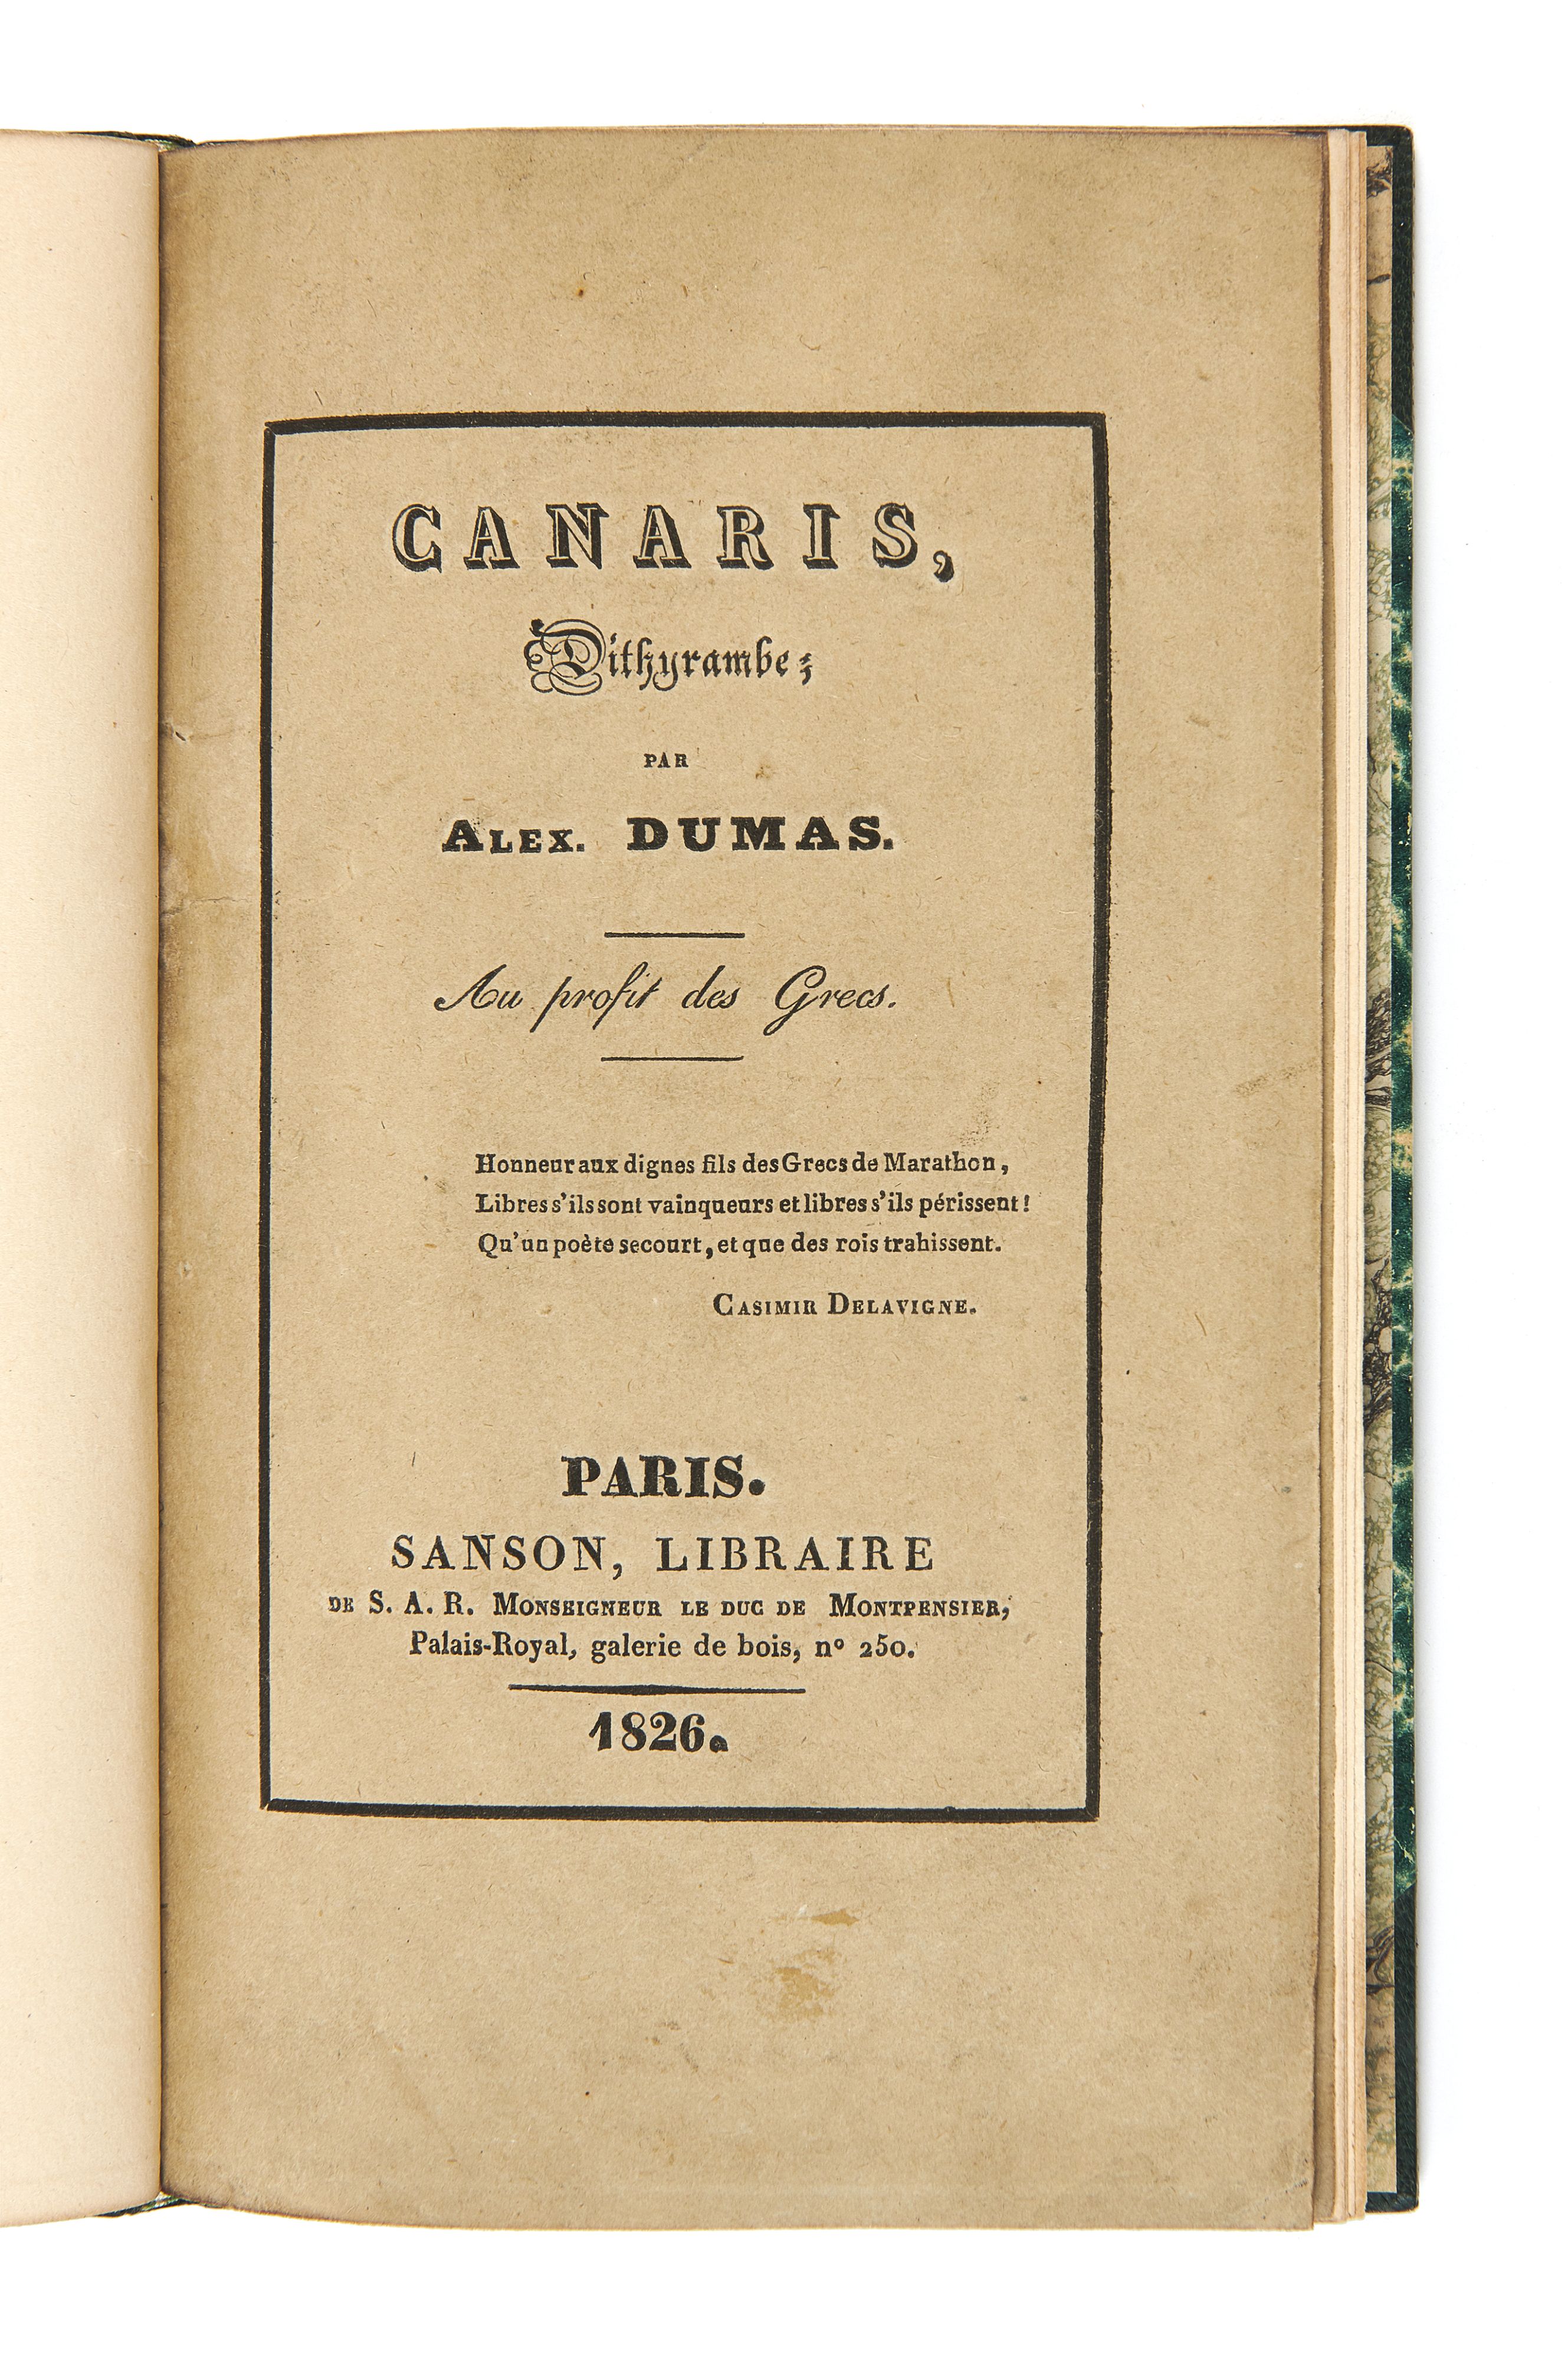 CANARIS,
Dithyrambe;
PAR
ALEX. DUMAS.
Au profit des Grecs.
Honneur aux dignes fils des Grecs de Marathon,
Libres s'ils sont vainqueurs et libres s'ils périssent!
Qu'un poète secourt, et que des rois trahissent.
CASIMIR DELAVIGNE.
PARIS.
SANSON, LIBRAIRE
DE S. A. R. MONSEIGNEUR LE DUC DE MONTPENSIER,
Palais-Royal, galerie de bois, nº 250.
1826.